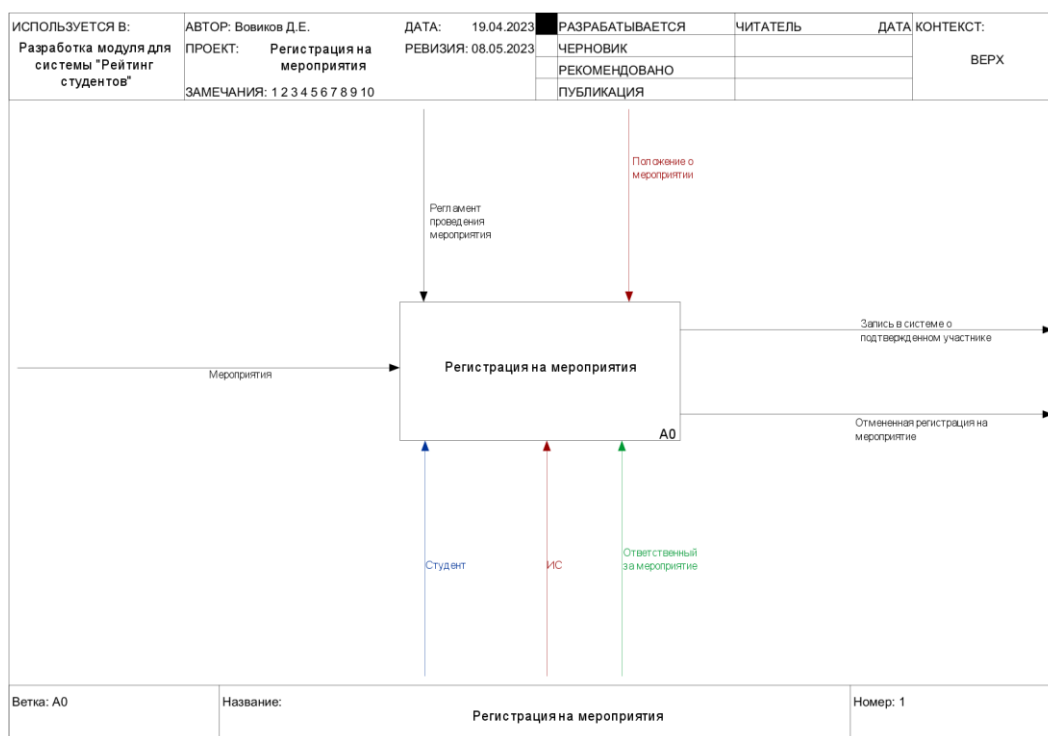 ИСПОЛЬЗУЕТСЯ В:
Разработка модуля для
системы "Рейтинг
студентов"
АВТОР: Вовиков Д.Е.
ДАТА: 19.04.2023
ПРОЕКТ: Регистрация на
мероприятия
РЕВИЗИЯ: 08.05.2023
ЗАМЕЧАНИЯ: 1 2 3 4 5 6 7 8 9 10
РАЗРАБАТЫВАЕТСЯ
ЧЕРНОВИК
РЕКОМЕНДОВАНО
ПУБЛИКАЦИЯ
ЧИТАТЕЛЬ
ДАТА
КОНТЕКСТ:
ВЕРХ
Положение о
мероприятии
Регламент
проведения
мероприятия
Запись в системе о
подтвержденном участнике
Регистрация на мероприятия
Мероприятия
A0
Отмененная регистрация на
мероприятие
Студент
ИС
Ответственный
за мероприятие
Ветка: A0
Название:
Регистрация на мероприятия
Номер: 1